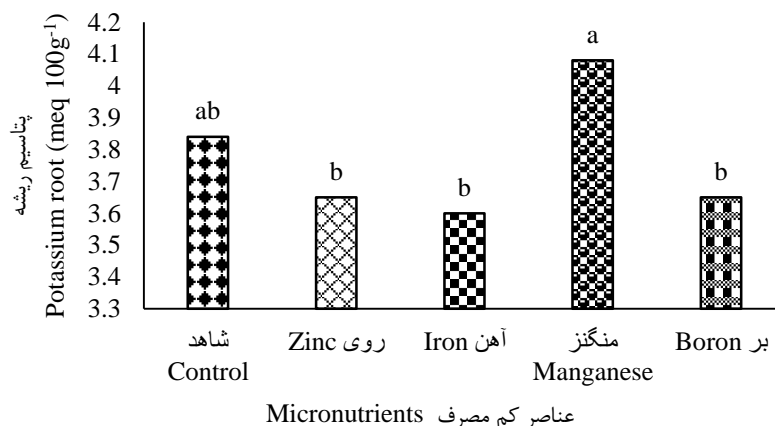 پتاسیم ریشه
Potassium root (meq 100g-1)
4.2
4.1
4
3.9
3.8
3.7
3.6
3.5
3.4
3.3
ab
b
b
a
b
شاهد
Control
روی Zinc
آهن Iron
منگنز
Manganese
بر Boron
عناصر کم مصرف Micronutrients